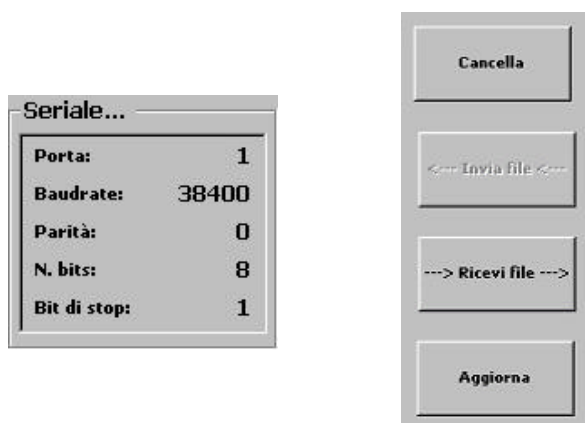 Seriale...
Porta: 1
Baudrate: 38400
Parità: 0
N. bits: 8
Bit di stop: 1
Cancella
<--- Invia file <---
---> Ricevi file --->
Aggiorna